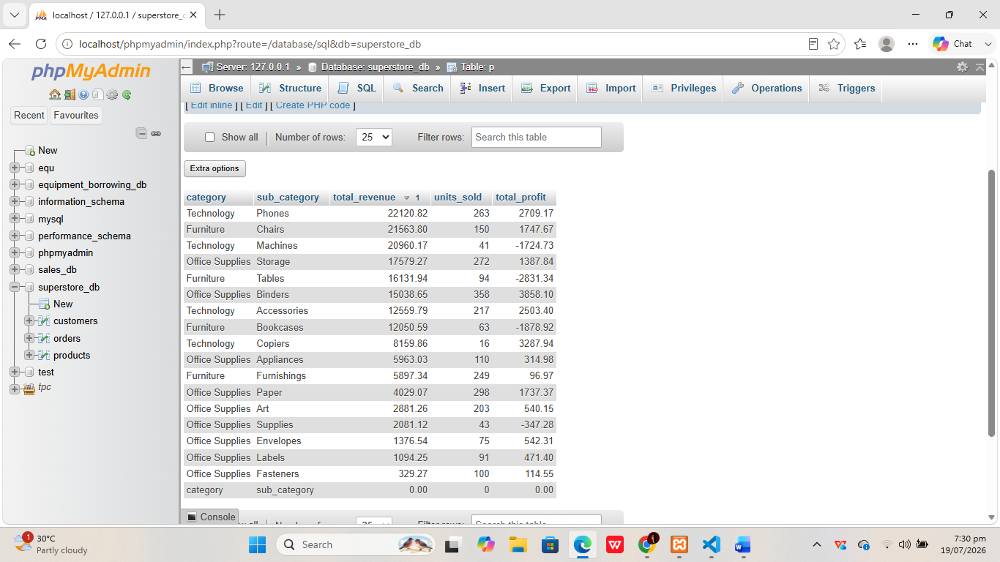 localhost / 127.0.0.1 / superstore_d
localhost/phpmyadmin/index.php?route=/database/sql&db=superstore_db
Chat
phpMyAdmin
Recent Favourites
New
equ
equipment_borrowing_db
information_schema
mysql
performance_schema
phpmyadmin
sales_db
superstore_db
New
customers
orders
products
test
tpc
Server: 127.0.0.1 » Database: superstore_db » Table: p
Browse Structure SQL Search Insert Export Import Privileges Operations Triggers
[ Edit inline ] [ Edit ] [ Create PHP code ]
Show all Number of rows: 25 Filter rows: Search this table
Extra options
category sub_category total_revenue 1 units_sold total_profit
Technology Phones 22120.82 263 2709.17
Furniture Chairs 21563.80 150 1747.67
Technology Machines 20960.17 41 -1724.73
Office Supplies Storage 17579.27 272 1387.84
Furniture Tables 16131.94 94 -2831.34
Office Supplies Binders 15038.65 358 3858.10
Technology Accessories 12559.79 217 2503.40
Furniture Bookcases 12050.59 63 -1878.92
Technology Copiers 8159.86 16 3287.94
Office Supplies Appliances 5963.03 110 314.98
Furniture Furnishings 5897.34 249 96.97
Office Supplies Paper 4029.07 298 1737.37
Office Supplies Art 2881.26 203 540.15
Office Supplies Supplies 2081.12 43 -347.28
Office Supplies Envelopes 1376.54 75 542.31
Office Supplies Labels 1094.25 91 471.40
Office Supplies Fasteners 329.27 100 114.55
category sub_category 0.00 0 0.00
Console
1
30°C
Partly cloudy
Search
7:30 pm
19/07/2026